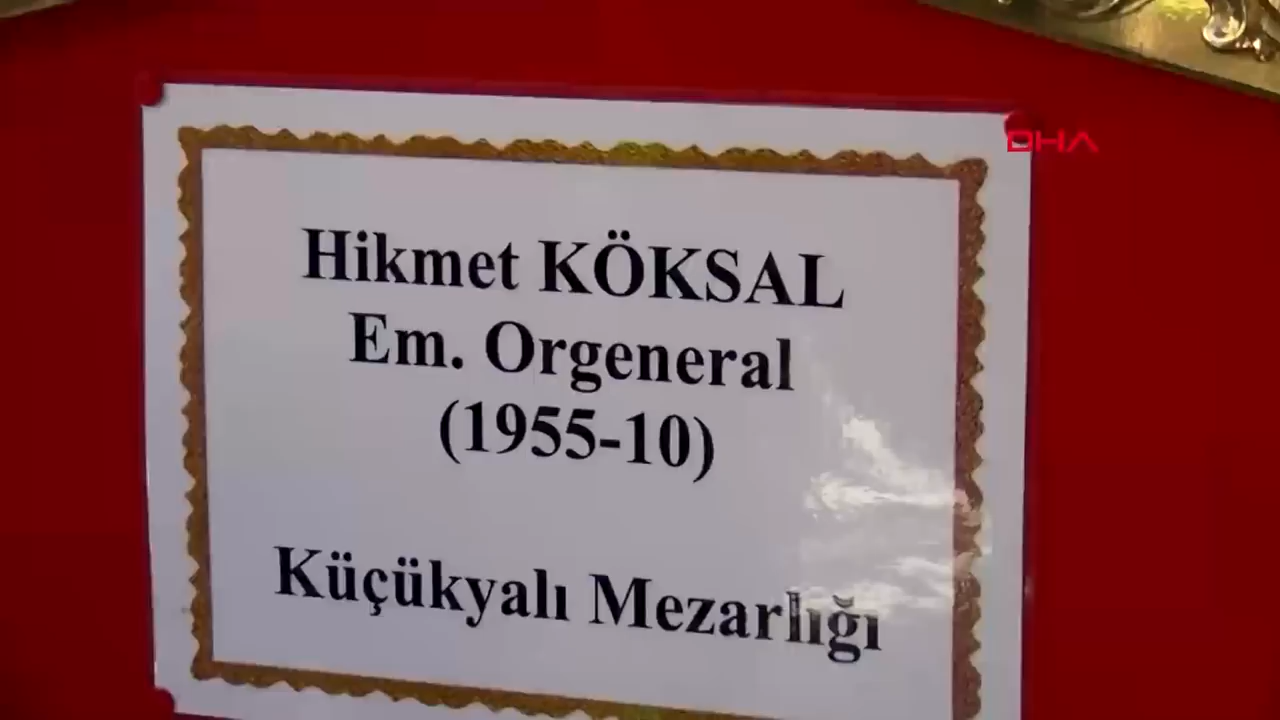 DHA
Hikmet KÖKSAL
Em. Orgeneral
(1955-10)
Küçükyalı Mezarlığı